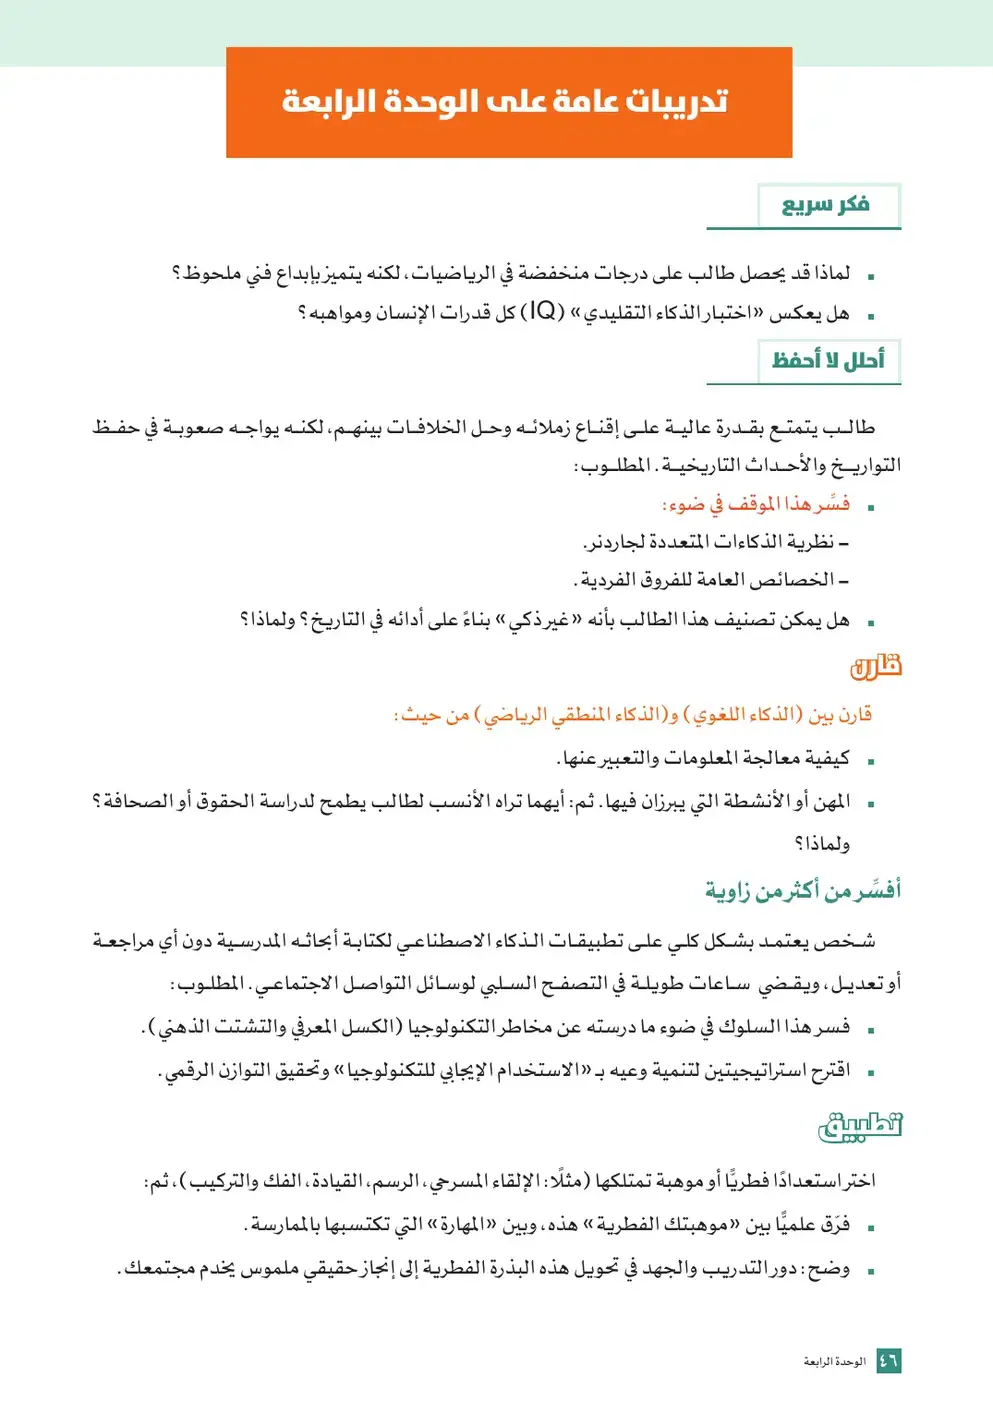 تدريبات عامة على الوحدة الرابعة
فكر سريع
▪ لماذا قد يحصل طالب على درجات منخفضة في الرياضيات، لكنه يتميز بإبداع فني ملحوظ؟
▪ هل يعكس «اختبار الذكاء التقليدي» (IQ) كل قدرات الإنسان ومواهبه؟
أحلل لا أحفظ
طالب يتمتع بقدرة عالية على إقناع زملائه وحل الخلافات بينهم، لكنه يواجه صعوبة في حفظ
التواريخ والأحداث التاريخية. المطلوب:
▪ فسِّر هذا الموقف في ضوء:
– نظرية الذكاءات المتعددة لجاردنر.
– الخصائص العامة للفروق الفردية.
▪ هل يمكن تصنيف هذا الطالب بأنه «غير ذكي» بناءً على أدائه في التاريخ؟ ولماذا؟
قارن
قارن بين (الذكاء اللغوي) و(الذكاء المنطقي الرياضي) من حيث:
▪ كيفية معالجة المعلومات والتعبير عنها.
▪ المهن أو الأنشطة التي يبرزان فيها. ثم: أيهما تراه الأنسب لطالب يطمح لدراسة الحقوق أو الصحافة؟
ولماذا؟
أفسِّر من أكثر من زاوية
شخص يعتمد بشكل كلي على تطبيقات الذكاء الاصطناعي لكتابة أبحاثه المدرسية دون أي مراجعة
أو تعديل، ويقضي ساعات طويلة في التصفح السلبي لوسائل التواصل الاجتماعي. المطلوب:
▪ فسر هذا السلوك في ضوء ما درسته عن مخاطر التكنولوجيا (الكسل المعرفي والتشتت الذهني).
▪ اقترح استراتيجيتين لتنمية وعيه بـ «الاستخدام الإيجابي للتكنولوجيا» وتحقيق التوازن الرقمي.
تطبيق
اختر استعدادًا فطريًّا أو موهبة تمتلكها (مثلًا: الإلقاء المسرحي، الرسم، القيادة، الفك والتركيب)، ثم:
▪ فرّق علميًّا بين «موهبتك الفطرية» هذه، وبين «المهارة» التي تكتسبها بالممارسة.
▪ وضح: دور التدريب والجهد في تحويل هذه البذرة الفطرية إلى إنجاز حقيقي ملموس يخدم مجتمعك.
٤٦ الوحدة الرابعة